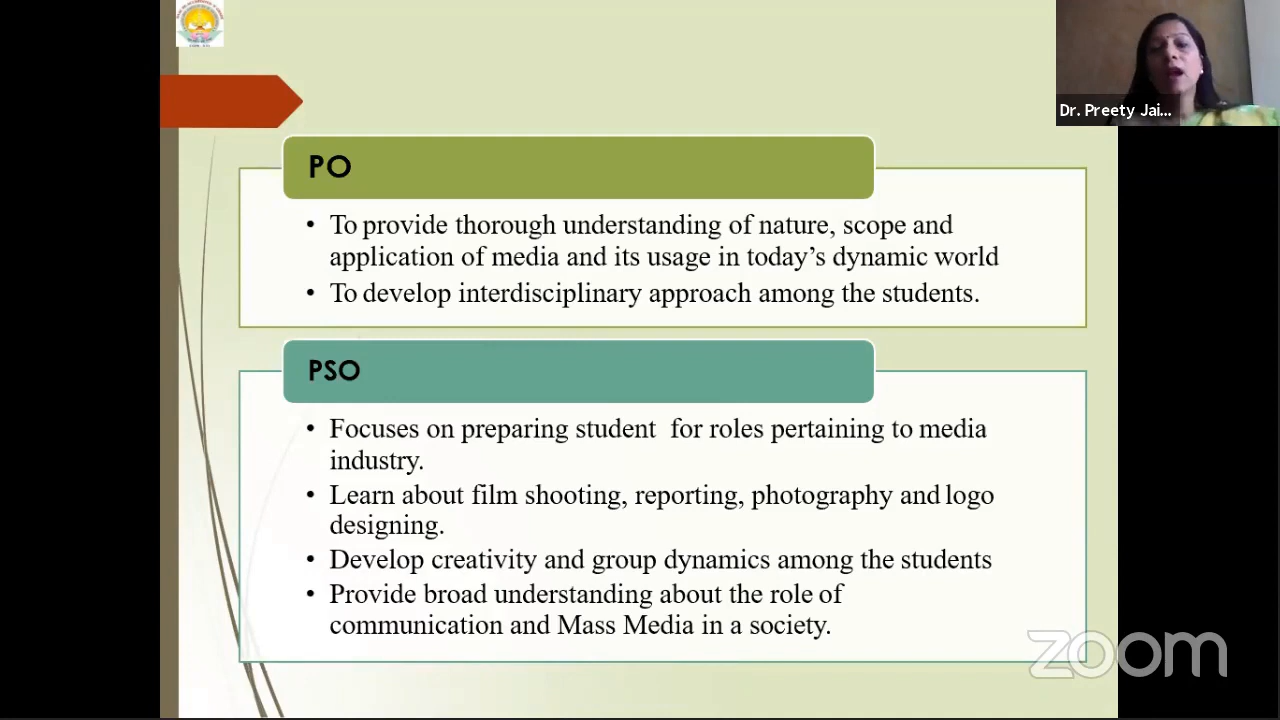 Dr. Preety Jai...
PO
• To provide thorough understanding of nature, scope and
application of media and its usage in today’s dynamic world
• To develop interdisciplinary approach among the students.
PSO
• Focuses on preparing student for roles pertaining to media
industry.
• Learn about film shooting, reporting, photography and logo
designing.
• Develop creativity and group dynamics among the students
• Provide broad understanding about the role of
communication and Mass Media in a society.
zoom